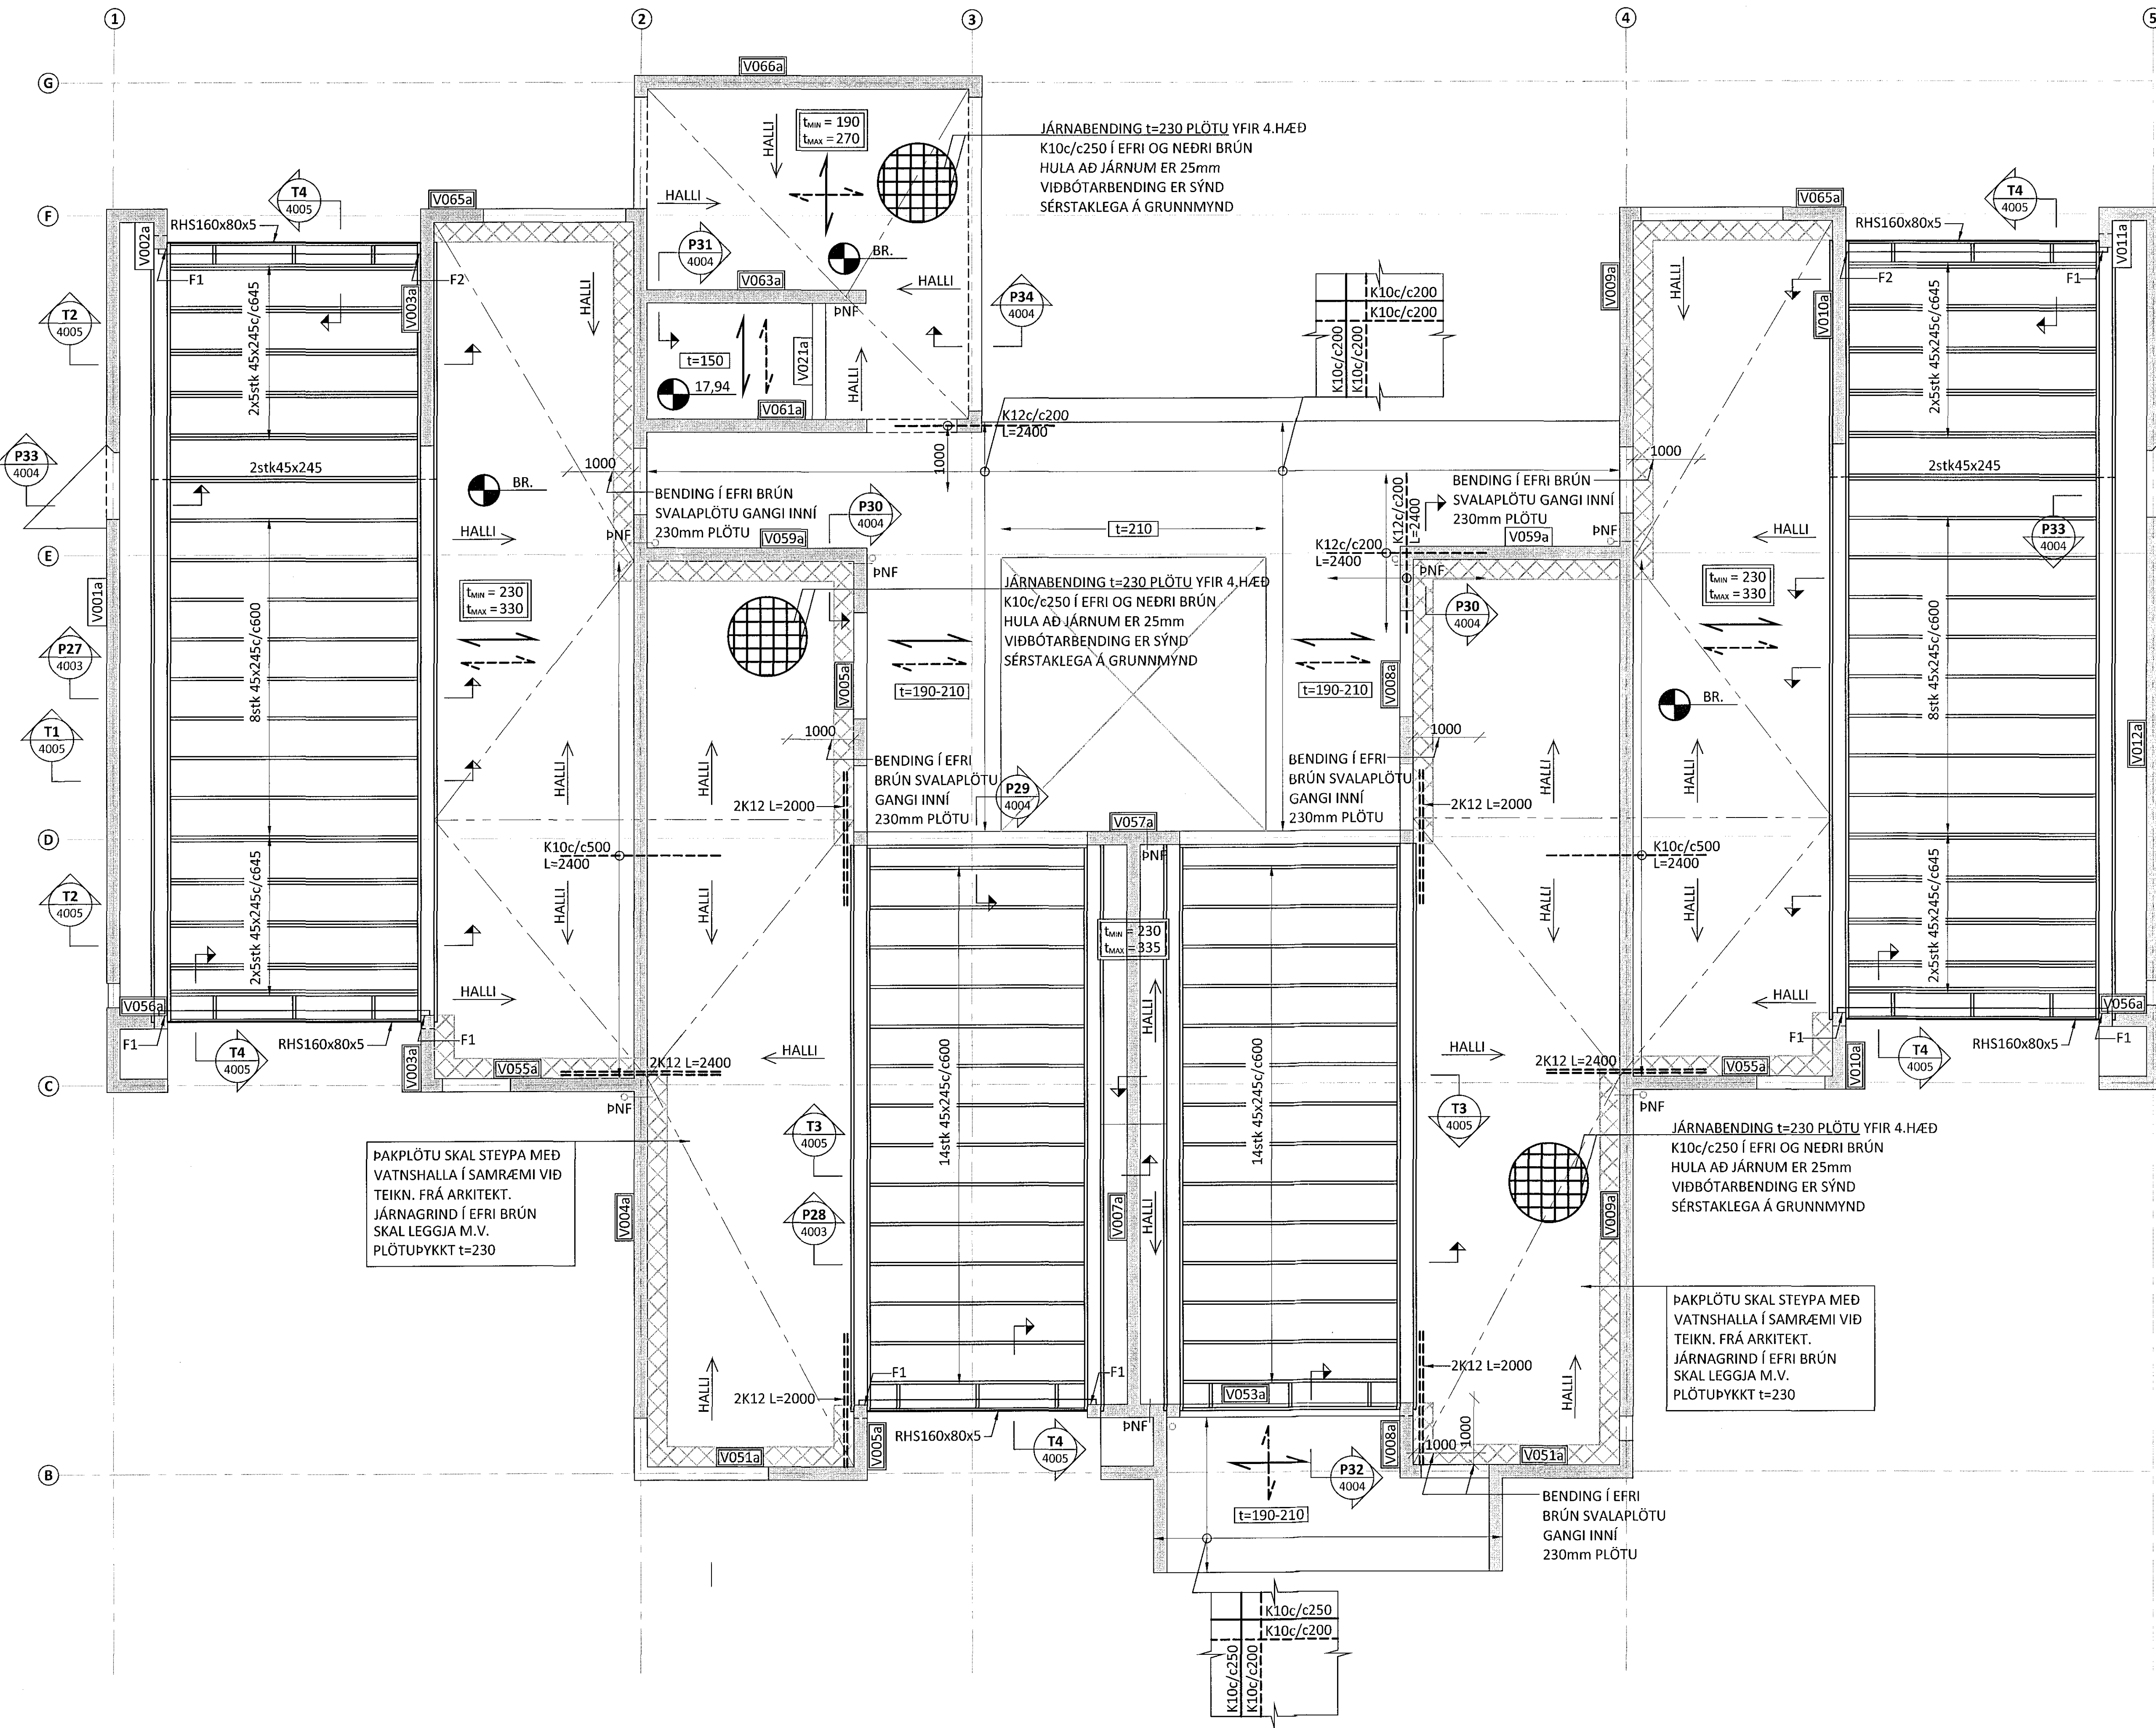 1
2
3
4
5
G
V066a
tMIN = 190
tMAX = 270
HALLI
JÁRNABENDING t=230 PLÖTU YFIR 4.HÆÐ
K10c/c250 Í EFRI OG NEÐRI BRÚN
HULA AÐ JÁRNUM ER 25mm
VIÐBÓTARBENDING ER SÝND
SÉRSTAKLEGA Á GRUNNMYND
HALLI
F
T4
4005
V065a
RHS160x80x5
V002a
F1
F2
V003a
2x5stk 45x245c/c645
HALLI
P31
4004
BR.
V063a
HALLI
ÞNF
P34
4004
T2
4005
t=150
V021a
HALLI
17,94
V061a
K12c/c200
L=2400
1000
K10c/c200
K10c/c200
K10c/c200
K10c/c200
V065a
T4
4005
RHS160x80x5
V011a
V009a
HALLI
V010a
F2
F1
2x5stk 45x245c/c645
P33
4004
2stk45x245
BR.
1000
BENDING Í EFRI BRÚN
SVALAPLÖTU GANGI INNÍ
230mm PLÖTU
P30
4004
V059a
HALLI
ÞNF
ÞNF
E
t=210
K12c/c200
L=2400
K12c/c200
L=2400
1000
BENDING Í EFRI BRÚN
SVALAPLÖTU GANGI INNÍ
230mm PLÖTU
V059a
ÞNF
ÞNF
2stk45x245
P33
4004
HALLI
V001a
tMIN = 230
tMAX = 330
JÁRNABENDING t=230 PLÖTU YFIR 4.HÆÐ
K10c/c250 Í EFRI OG NEÐRI BRÚN
HULA AÐ JÁRNUM ER 25mm
VIÐBÓTARBENDING ER SÝND
SÉRSTAKLEGA Á GRUNNMYND
P30
4004
tMIN = 230
tMAX = 330
P27
4003
8stk 45x245c/c600
V005a
t=190-210
t=190-210
V008a
BR.
8stk 45x245c/c600
T1
4005
V012a
HALLI
HALLI
1000
BENDING Í EFRI
BRÚN SVALAPLÖTU
GANGI INNÍ
230mm PLÖTU
2K12 L=2000
P29
4004
BENDING Í EFRI
BRÚN SVALAPLÖTU
GANGI INNÍ
230mm PLÖTU
1000
2K12 L=2000
HALLI
HALLI
D
V057a
ÞNF
K10c/c500
L=2400
K10c/c500
L=2400
T2
4005
2x5stk 45x245c/c645
HALLI
HALLI
tMIN = 230
tMAX = 335
HALLI
HALLI
2x5stk 45x245c/c645
V056a
F1
HALLI
T4
4005
RHS160x80x5
F1
V003a
V055a
2K12 L=2400
HALLI
HALLI
HALLI
2K12 L=2400
V055a
HALLI
F1
V010a
T4
4005
RHS160x80x5
V056a
F1
C
ÞNF
ÞNF
14stk 45x245c/c600
14stk 45x245c/c600
T3
4005
T3
4005
ÞAKPLÖTU SKAL STEYPA MEÐ
VATNSHALLA Í SAMRÆMI VIÐ
TEIKN. FRÁ ARKITEKT.
JÁRNAGRIND Í EFRI BRÚN
SKAL LEGGJA M.V.
PLÖTUÞYKKT t=230
V004a
P28
4003
V007a
HALLI
JÁRNABENDING t=230 PLÖTU YFIR 4.HÆÐ
K10c/c250 Í EFRI OG NEÐRI BRÚN
HULA AÐ JÁRNUM ER 25mm
VIÐBÓTARBENDING ER SÝND
SÉRSTAKLEGA Á GRUNNMYND
V009a
ÞAKPLÖTU SKAL STEYPA MEÐ
VATNSHALLA Í SAMRÆMI VIÐ
TEIKN. FRÁ ARKITEKT.
JÁRNAGRIND Í EFRI BRÚN
SKAL LEGGJA M.V.
PLÖTUÞYKKT t=230
HALLI
2K12 L=2000
F1
F1
V053a
2K12 L=2000
HALLI
1000
1000
RHS160x80x5
V005a
V051a
T4
4005
ÞNF
V008a
V051a
B
P32
4004
t=190-210
BENDING Í EFRI
BRÚN SVALAPLÖTU
GANGI INNÍ
230mm PLÖTU
K10c/c250
K10c/c200
K10c/c250
K10c/c200